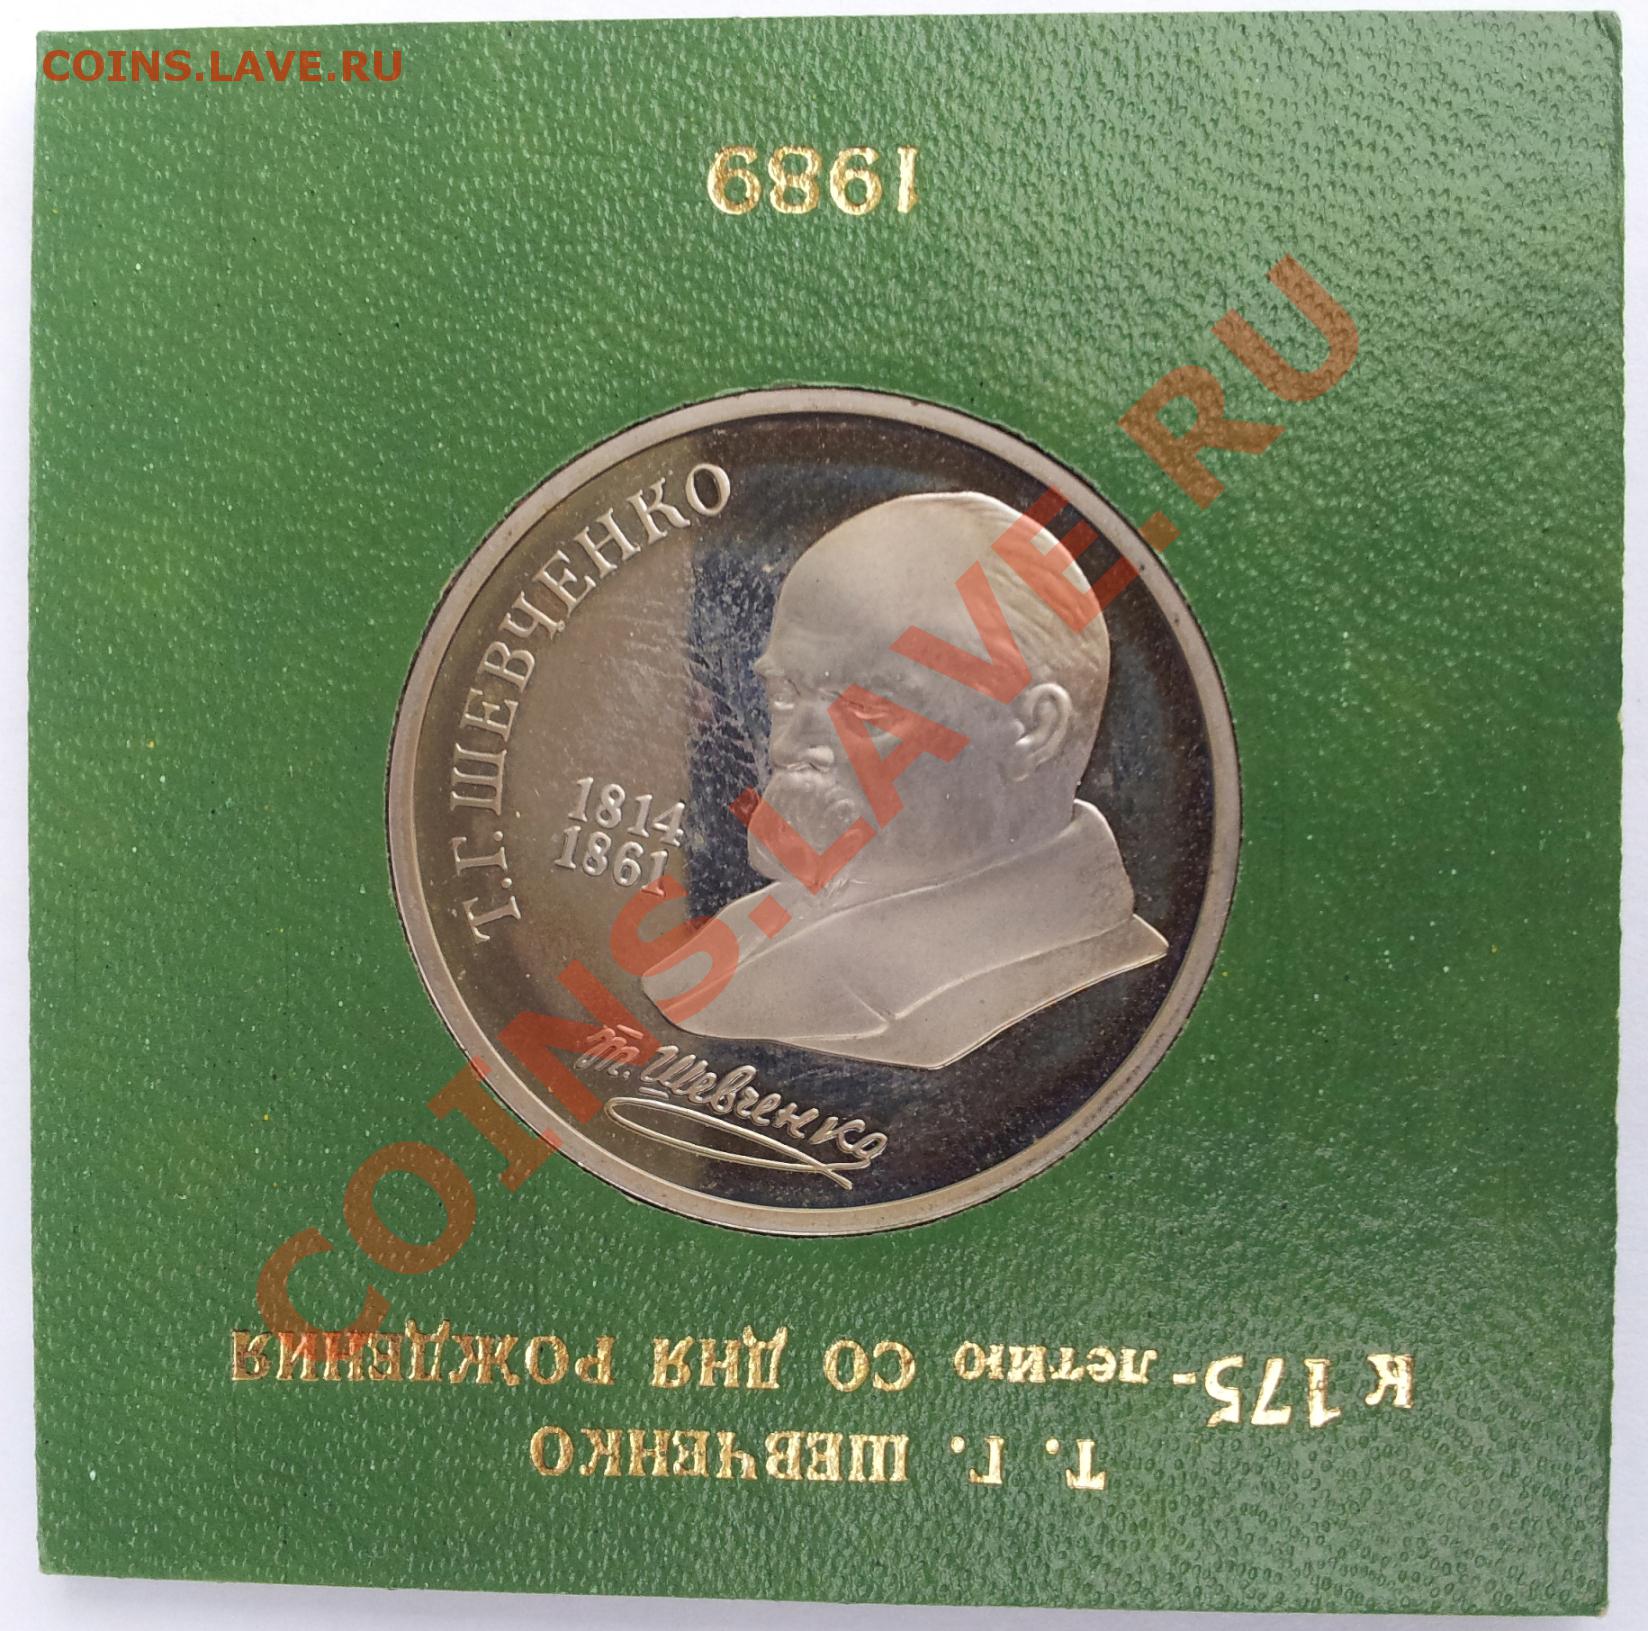 COINS.LAVE.RU
1989
Т.Г.ШЕВЧЕНКО
1814
1861
Т. Шевченко
COINS.LAVE.RU
Т. Г. ШЕВЧЕНКО
К 175-летию СО ДНЯ РОЖДЕНИЯ